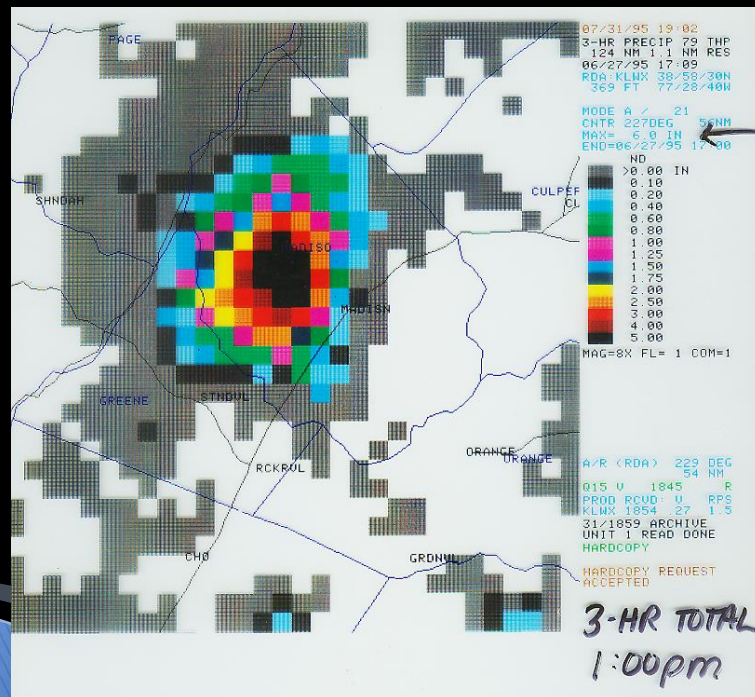 07/31/95 19:02
3-HR PRECIP 79 THP
124 NM 1.1 NM RES
06/27/95 17:09
RDA:KLWX 38/58/30N
369 FT 77/28/40W
MODE A / 21
CNTR 227DEG 56NM
MAX= 6.0 IN
END=06/27/95 17:00
ND
>0.00 IN
0.10
0.20
0.40
0.60
0.80
1.00
1.25
1.50
1.75
2.00
2.50
3.00
4.00
5.00
MAG=8X FL= 1 COM=1
A/R (RDA) 229 DEG
54 NM
Q15 V 1845 R
PROD RCVD: V RPS
KLWX 1854 .27 1.5
31/1859 ARCHIVE
UNIT 1 READ DONE
HARDCOPY
HARDCOPY REQUEST
ACCEPTED
3-HR TOTAL
1:00pm
PAGE
SHNDAH
CULPEP
CL
MADISO
MADISN
GREENE
STNDVL
ORANGE
ORANGE
RCKRVL
CHO
GRDNVL